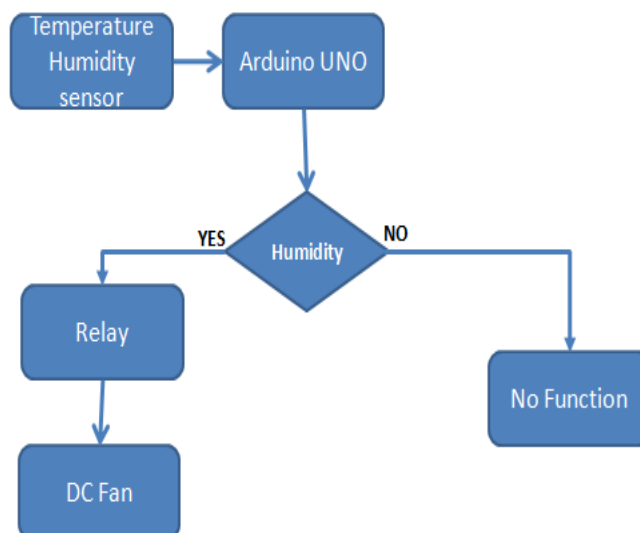 Temperature
Humidity
sensor
Arduino UNO
YES
Humidity
NO
Relay
No Function
DC Fan